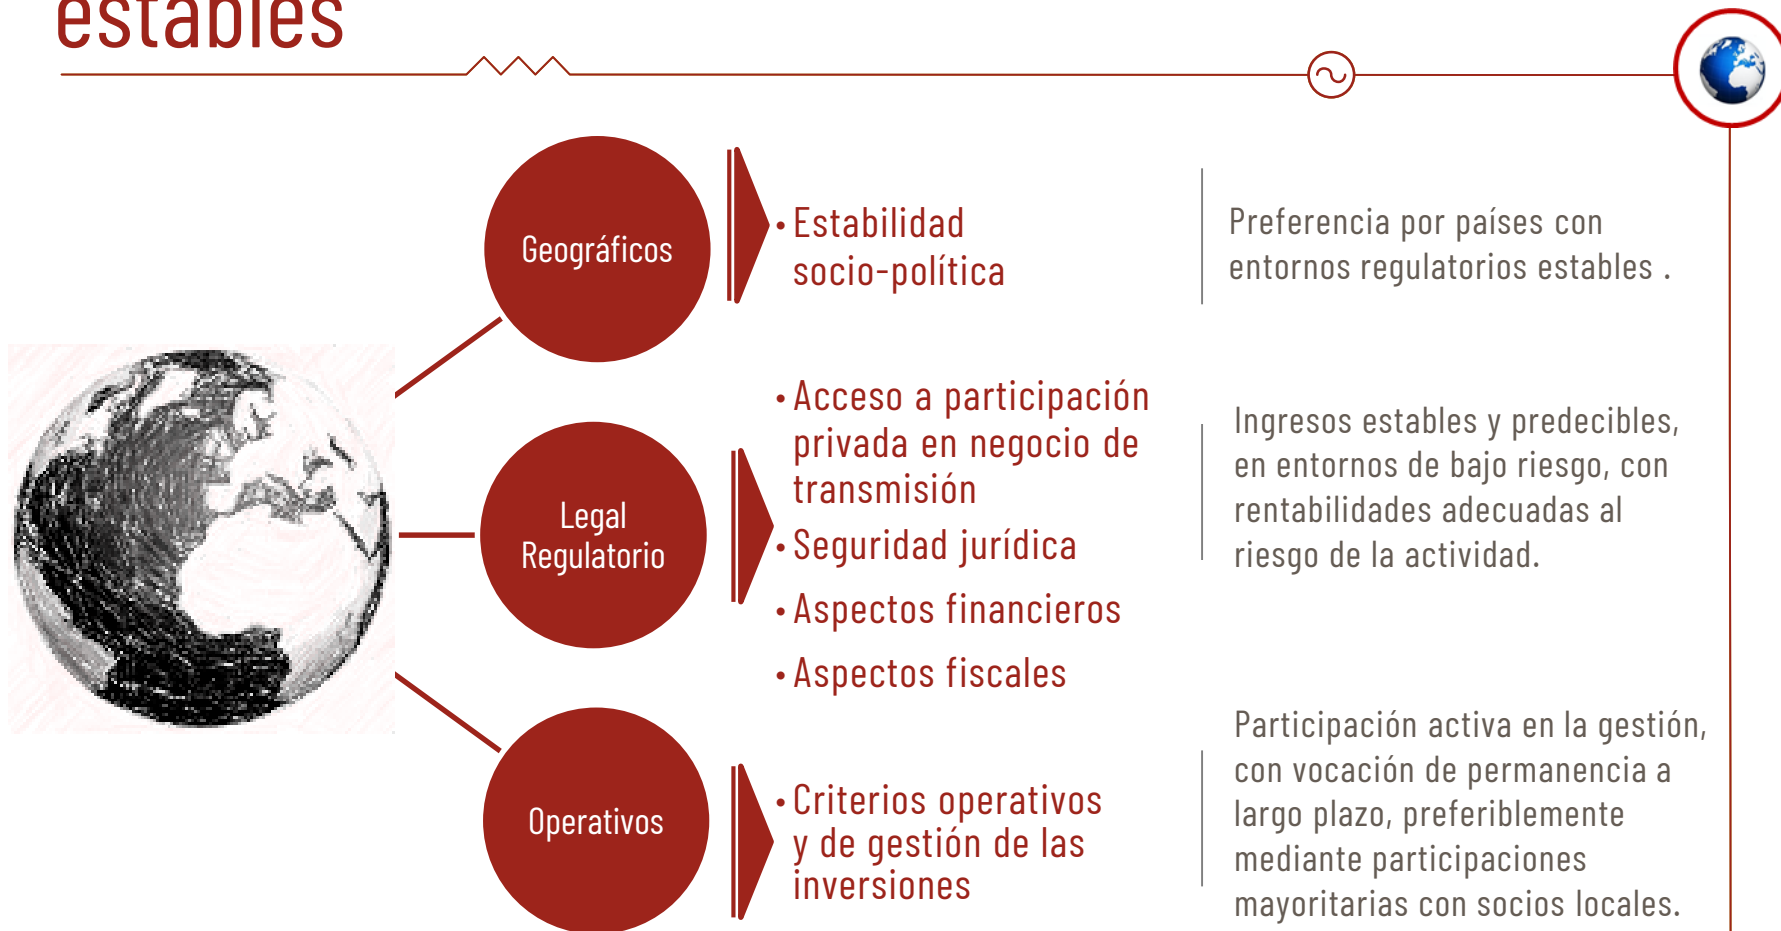 estables
Geográficos
• Estabilidad
socio-política
Preferencia por países con
entornos regulatorios estables .
Legal
Regulatorio
• Acceso a participación
privada en negocio de
transmisión
• Seguridad jurídica
• Aspectos financieros
• Aspectos fiscales
Ingresos estables y predecibles,
en entornos de bajo riesgo, con
rentabilidades adecuadas al
riesgo de la actividad.
Operativos
• Criterios operativos
y de gestión de las
inversiones
Participación activa en la gestión,
con vocación de permanencia a
largo plazo, preferiblemente
mediante participaciones
mayoritarias con socios locales.